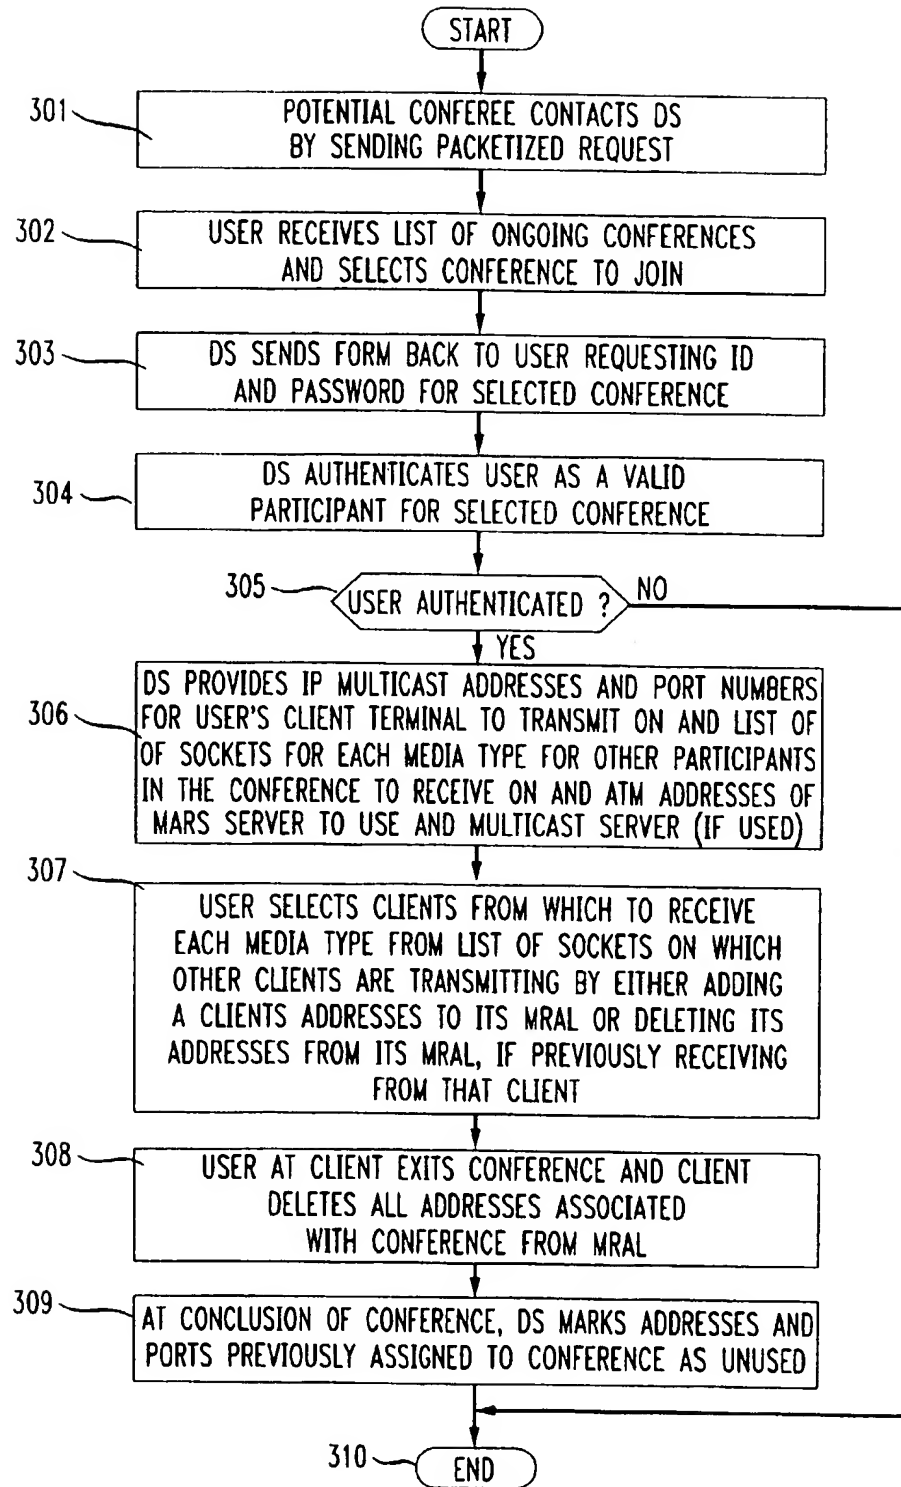 START
301
POTENTIAL CONFEREE CONTACTS DS
BY SENDING PACKETIZED REQUEST
302
USER RECEIVES LIST OF ONGOING CONFERENCES
AND SELECTS CONFERENCE TO JOIN
303
DS SENDS FORM BACK TO USER REQUESTING ID
AND PASSWORD FOR SELECTED CONFERENCE
304
DS AUTHENTICATES USER AS A VALID
PARTICIPANT FOR SELECTED CONFERENCE
305
USER AUTHENTICATED ?
NO
YES
306
DS PROVIDES IP MULTICAST ADDRESSES AND PORT NUMBERS
FOR USER'S CLIENT TERMINAL TO TRANSMIT ON AND LIST OF
OF SOCKETS FOR EACH MEDIA TYPE FOR OTHER PARTICIPANTS
IN THE CONFERENCE TO RECEIVE ON AND ATM ADDRESSES OF
MARS SERVER TO USE AND MULTICAST SERVER (IF USED)
307
USER SELECTS CLIENTS FROM WHICH TO RECEIVE
EACH MEDIA TYPE FROM LIST OF SOCKETS ON WHICH
OTHER CLIENTS ARE TRANSMITTING BY EITHER ADDING
A CLIENTS ADDRESSES TO ITS MRAL OR DELETING ITS
ADDRESSES FROM ITS MRAL, IF PREVIOUSLY RECEIVING
FROM THAT CLIENT
308
USER AT CLIENT EXITS CONFERENCE AND CLIENT
DELETES ALL ADDRESSES ASSOCIATED
WITH CONFERENCE FROM MRAL
309
AT CONCLUSION OF CONFERENCE, DS MARKS ADDRESSES AND
PORTS PREVIOUSLY ASSIGNED TO CONFERENCE AS UNUSED
310
END